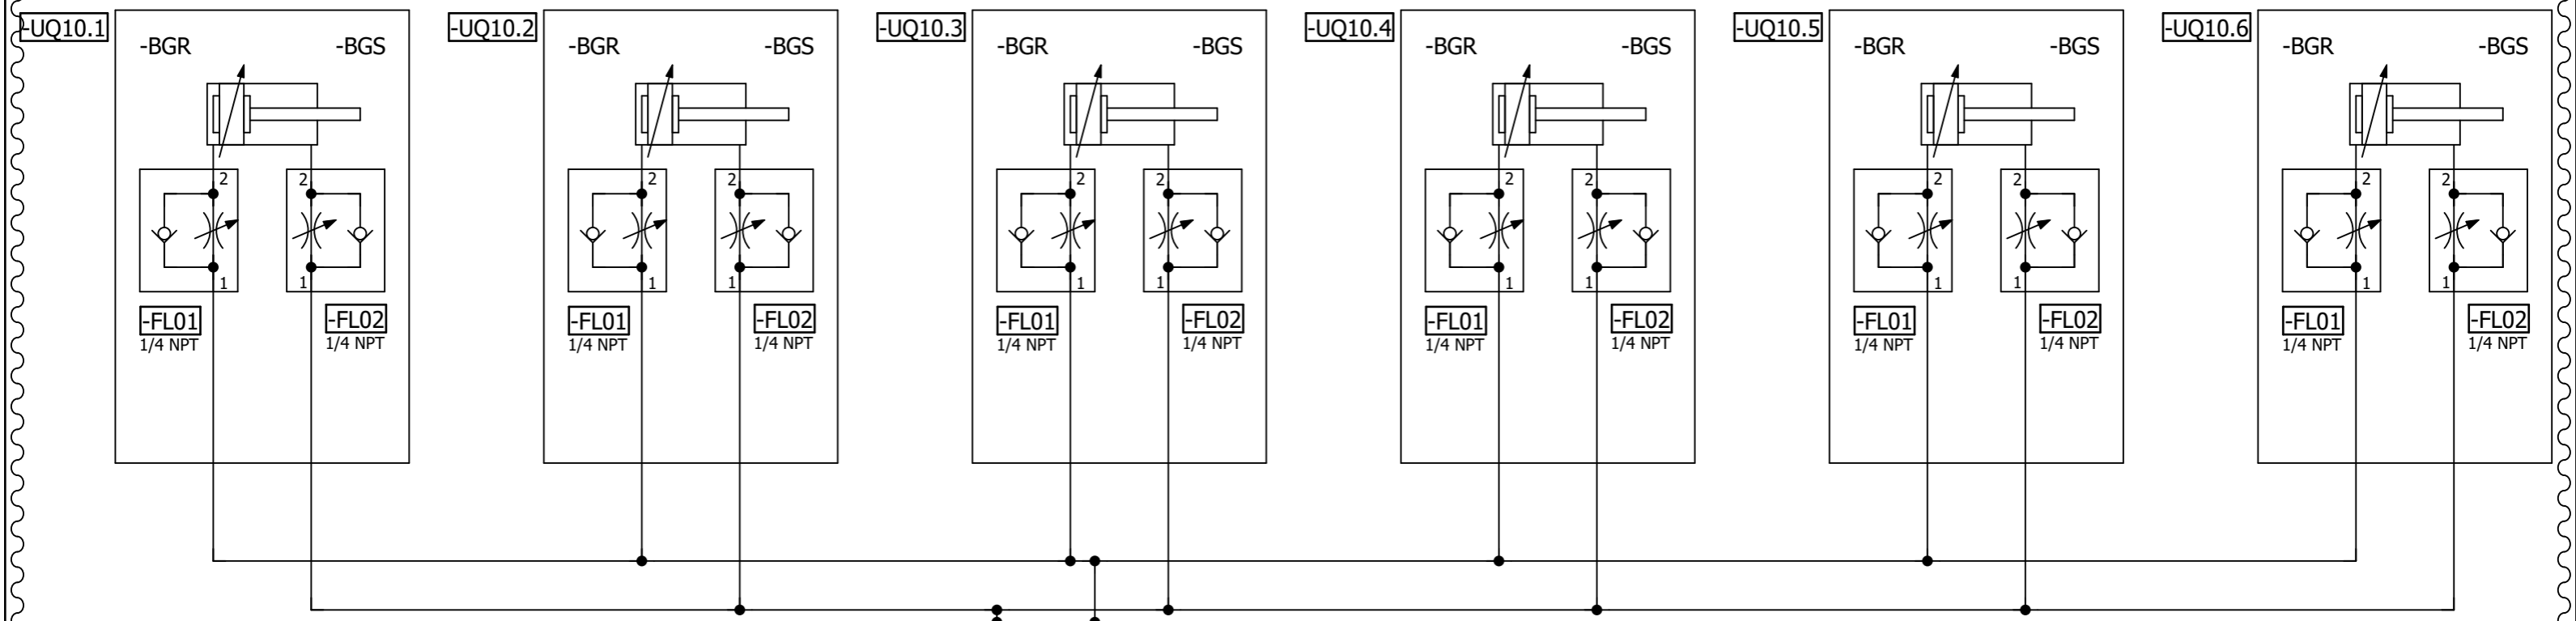 -UQ10.1
-BGR
-BGS
2
2
1
1
-FL01
1/4 NPT
-FL02
1/4 NPT
-UQ10.2
-BGR
-BGS
2
2
1
1
-FL01
1/4 NPT
-FL02
1/4 NPT
-UQ10.3
-BGR
-BGS
2
2
1
1
-FL01
1/4 NPT
-FL02
1/4 NPT
-UQ10.4
-BGR
-BGS
2
2
1
1
-FL01
1/4 NPT
-FL02
1/4 NPT
-UQ10.5
-BGR
-BGS
2
2
1
1
-FL01
1/4 NPT
-FL02
1/4 NPT
-UQ10.6
-BGR
-BGS
2
2
1
1
-FL01
1/4 NPT
-FL02
1/4 NPT